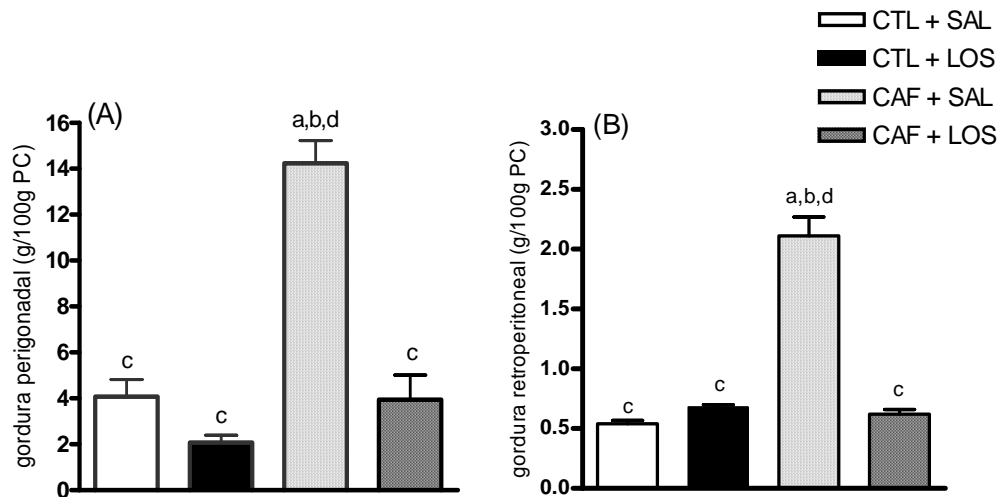 CTL + SAL
CTL + LOS
CAF + SAL
CAF + LOS
(A)
gordura perigonadal (g/100g PC)
16
14
12
10
8
6
4
2
0
c
c
a,b,d
c
(B)
gordura retroperitoneal (g/100g PC)
3.0
2.5
2.0
1.5
1.0
0.5
0.0
c
c
a,b,d
c